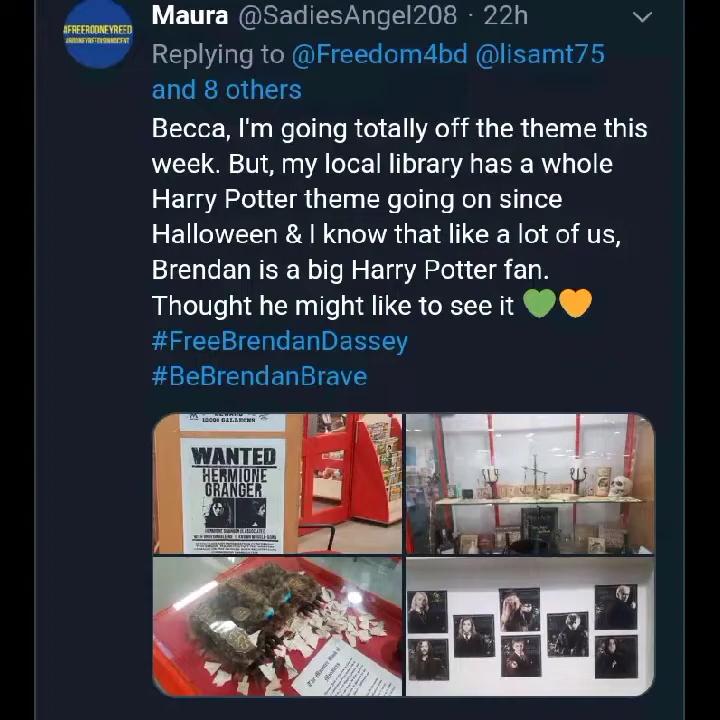 #FREERODNEYREED
Maura @SadiesAngel208 · 22h
Replying to @Freedom4bd @lisamt75
and 8 others
Becca, I'm going totally off the theme this
week. But, my local library has a whole
Harry Potter theme going on since
Halloween & I know that like a lot of us,
Brendan is a big Harry Potter fan.
Thought he might like to see it 💚🧡
#FreeBrendanDassey
#BeBrendanBrave
WANTED
HERMIONE
GRANGER